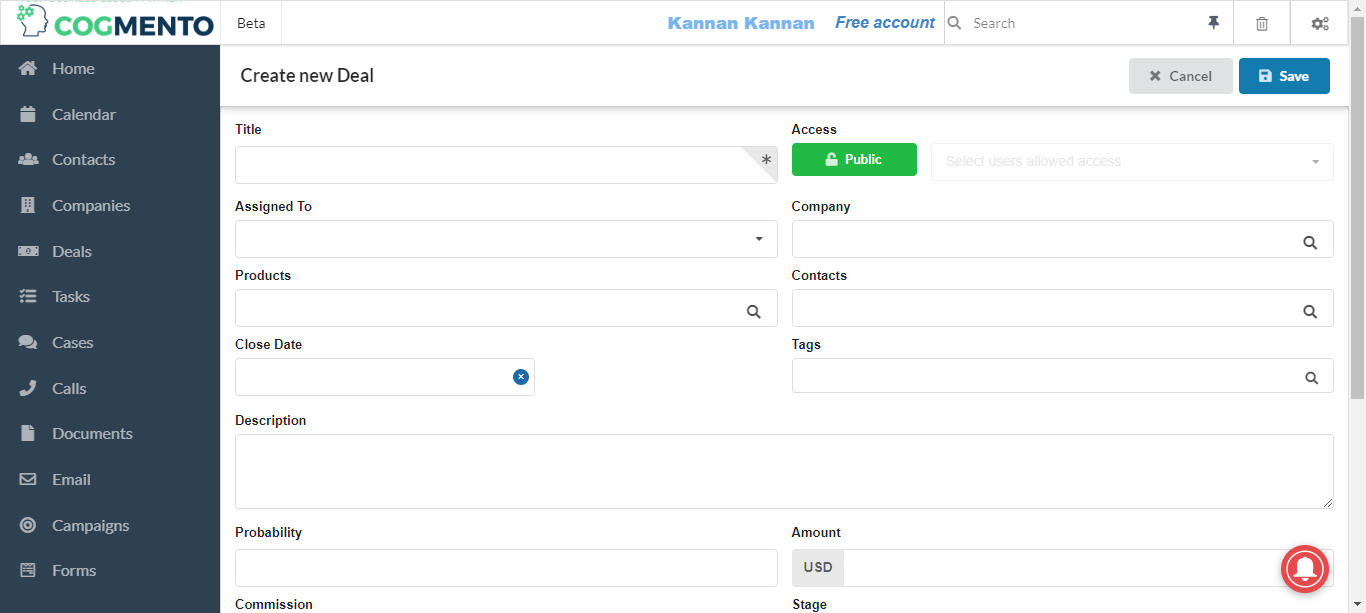 COGMENTO
Beta
Kannan Kannan
Free account
Search
Home
Calendar
Contacts
Companies
Deals
Tasks
Cases
Calls
Documents
Email
Campaigns
Forms
Create new Deal
Cancel
Save
Title
*
Access
Public
Select users allowed access
Assigned To
Company
Products
Contacts
Close Date
Tags
Description
Probability
Amount
USD
Commission
Stage